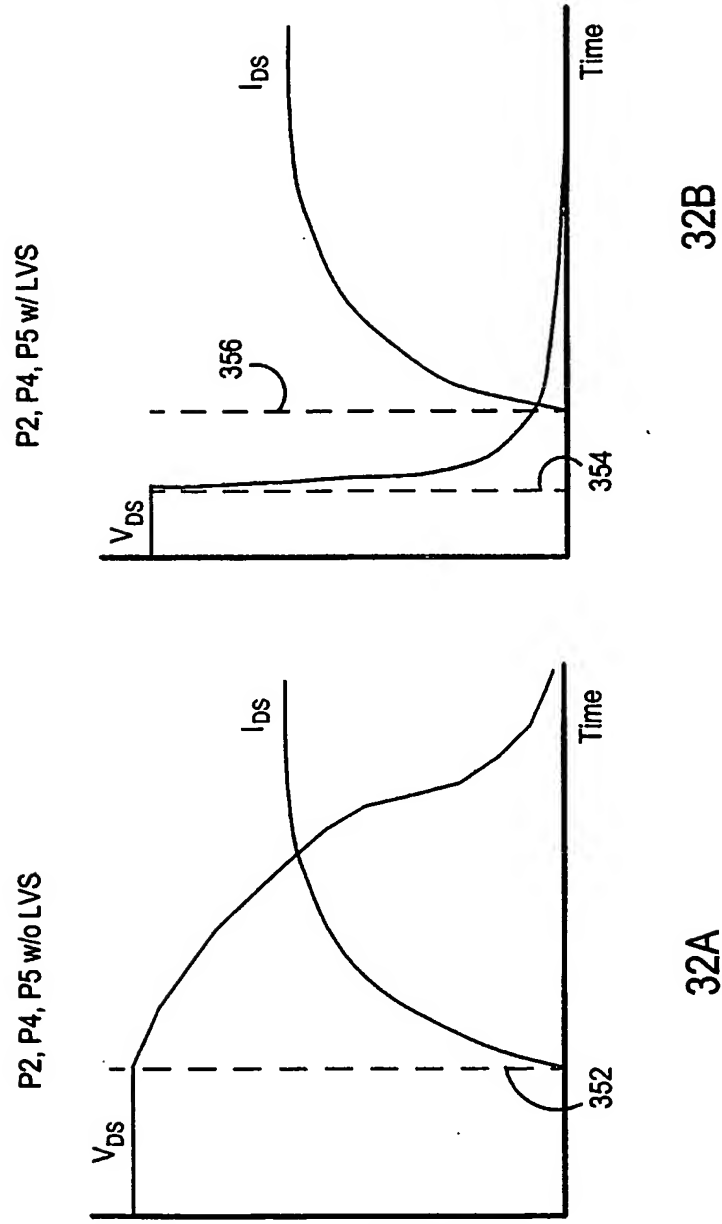 P2, P4, P5 w/o LVS
V_DS
I_DS
352
Time
32A
P2, P4, P5 w/ LVS
V_DS
356
I_DS
354
Time
32B